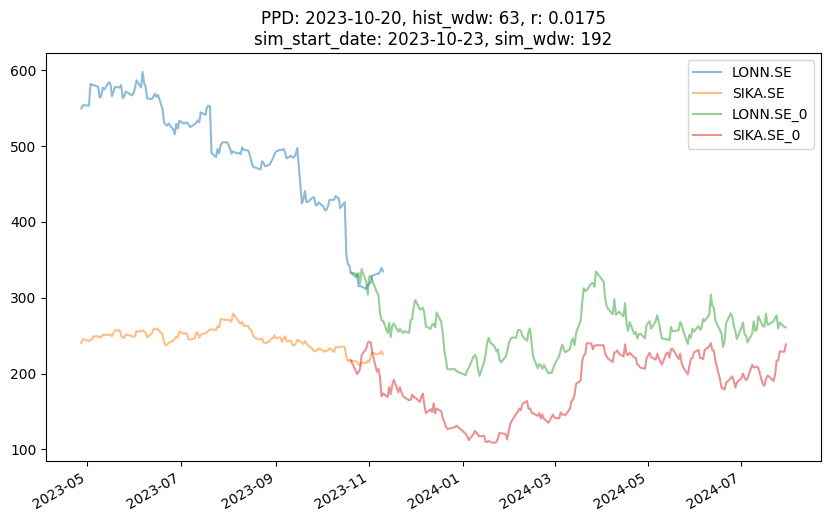 PPD: 2023-10-20, hist_wdw: 63, r: 0.0175
sim_start_date: 2023-10-23, sim_wdw: 192
LONN.SE
SIKA.SE
LONN.SE_0
SIKA.SE_0
600
500
400
300
200
100
2023-05
2023-07
2023-09
2023-11
2024-01
2024-03
2024-05
2024-07